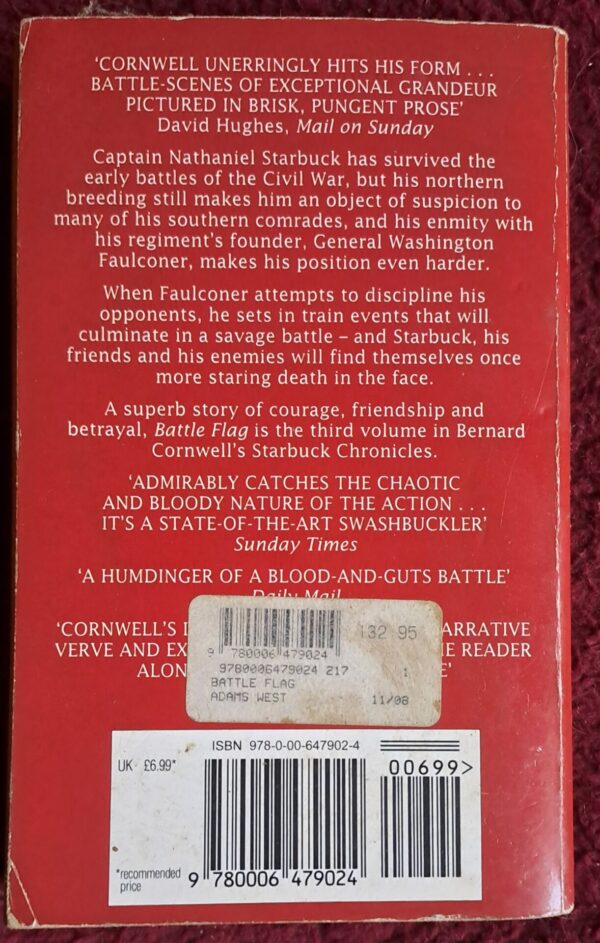 ‘CORNWELL UNERRINGLY HITS HIS FORM . . .
BATTLE-SCENES OF EXCEPTIONAL GRANDEUR
PICTURED IN BRISK, PUNGENT PROSE’
David Hughes, Mail on Sunday
Captain Nathaniel Starbuck has survived the
early battles of the Civil War, but his northern
breeding still makes him an object of suspicion to
many of his southern comrades, and his enmity with
his regiment’s founder, General Washington
Faulconer, makes his position even harder.
When Faulconer attempts to discipline his
opponents, he sets in train events that will
culminate in a savage battle – and Starbuck, his
friends and his enemies will find themselves once
more staring death in the face.
A superb story of courage, friendship and
betrayal, Battle Flag is the third volume in Bernard
Cornwell’s Starbuck Chronicles.
‘ADMIRABLY CATCHES THE CHAOTIC
AND BLOODY NATURE OF THE ACTION . . .
IT’S A STATE-OF-THE-ART SWASHBUCKLER’
Sunday Times
‘A HUMDINGER OF A BLOOD-AND-GUTS BATTLE’
Daily Mail
‘CORNWELL’S
VERVE AND READER
132 95
9 780006 479024
9780006479024 217 1
BATTLE FLAG
ADAMS WEST 11/08
ISBN 978-0-00-647902-4
UK £6.99*
00699>
*recommended
price
9 780006 479024